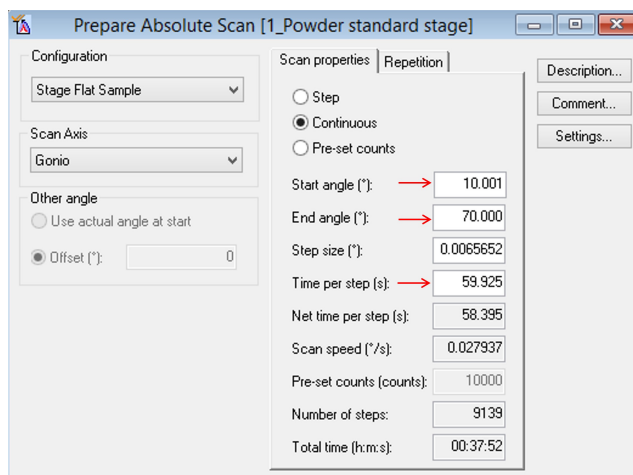 Prepare Absolute Scan [1_Powder standard stage]
Configuration
Stage Flat Sample
Scan Axis
Gonio
Other angle
Use actual angle at start
Offset (°): 0
Scan properties Repetition
Step
Continuous
Pre-set counts
Start angle (°): 10.001
End angle (°): 70.000
Step size (°): 0.0065652
Time per step (s): 59.925
Net time per step (s): 58.395
Scan speed (°/s): 0.027937
Pre-set counts (counts): 10000
Number of steps: 9139
Total time (h:m:s): 00:37:52
Description...
Comment...
Settings...